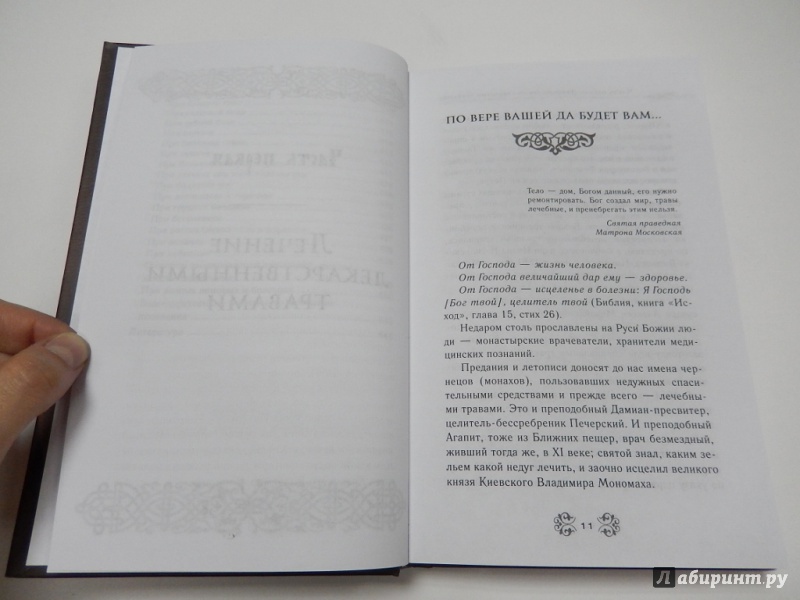 ПО ВЕРЕ ВАШЕЙ ДА БУДЕТ ВАМ...
Тело — дом, Богом данный, его нужно
ремонтировать. Бог создал мир, травы
лечебные, и пренебрегать этим нельзя.
Святая праведная
Матрона Московская
От Господа — жизнь человека.
От Господа величайший дар ему — здоровье.
От Господа — исцеленье в болезни: Я Господь
[Бог твой], целитель твой (Библия, книга «Ис-
ход», глава 15, стих 26).
Недаром столь прославлены на Руси Божии лю-
ди — монастырские врачеватели, хранители меди-
цинских познаний.
Предания и летописи доносят до нас имена чер-
нецов (монахов), пользовавших недужных спаси-
тельными средствами и прежде всего — лечебны-
ми травами. Это и преподобный Дамиан-пресвитер,
целитель-бессребреник Печерский. И преподобный
Агапит, тоже из Ближних пещер, врач безмездный,
живший тогда же, в XI веке; святой знал, каким зе-
льем какой недуг лечить, и заочно исцелил великого
князя Киевского Владимира Мономаха.
11
Часть первая
Лечение
лекарственными
травами
Лабиринт.ру